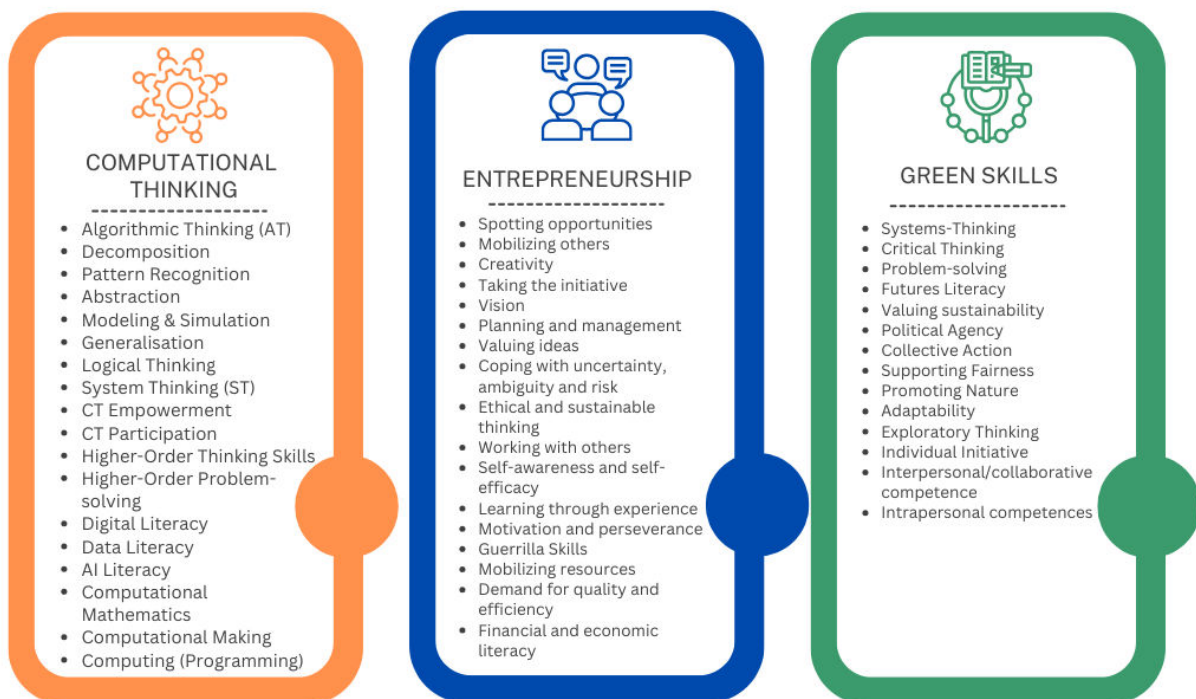 COMPUTATIONAL
THINKING
• Algorithmic Thinking (AT)
• Decomposition
• Pattern Recognition
• Abstraction
• Modeling & Simulation
• Generalisation
• Logical Thinking
• System Thinking (ST)
• CT Empowerment
• CT Participation
• Higher-Order Thinking Skills
• Higher-Order Problem-
solving
• Digital Literacy
• Data Literacy
• AI Literacy
• Computational
Mathematics
• Computational Making
• Computing (Programming)
ENTREPRENEURSHIP
• Spotting opportunities
• Mobilizing others
• Creativity
• Taking the initiative
• Vision
• Planning and management
• Valuing ideas
• Coping with uncertainty,
ambiguity and risk
• Ethical and sustainable
thinking
• Working with others
• Self-awareness and self-
efficacy
• Learning through experience
• Motivation and perseverance
• Guerrilla Skills
• Mobilizing resources
• Demand for quality and
efficiency
• Financial and economic
literacy
GREEN SKILLS
• Systems-Thinking
• Critical Thinking
• Problem-solving
• Futures Literacy
• Valuing sustainability
• Political Agency
• Collective Action
• Supporting Fairness
• Promoting Nature
• Adaptability
• Exploratory Thinking
• Individual Initiative
• Interpersonal/collaborative
competence
• Intrapersonal competences